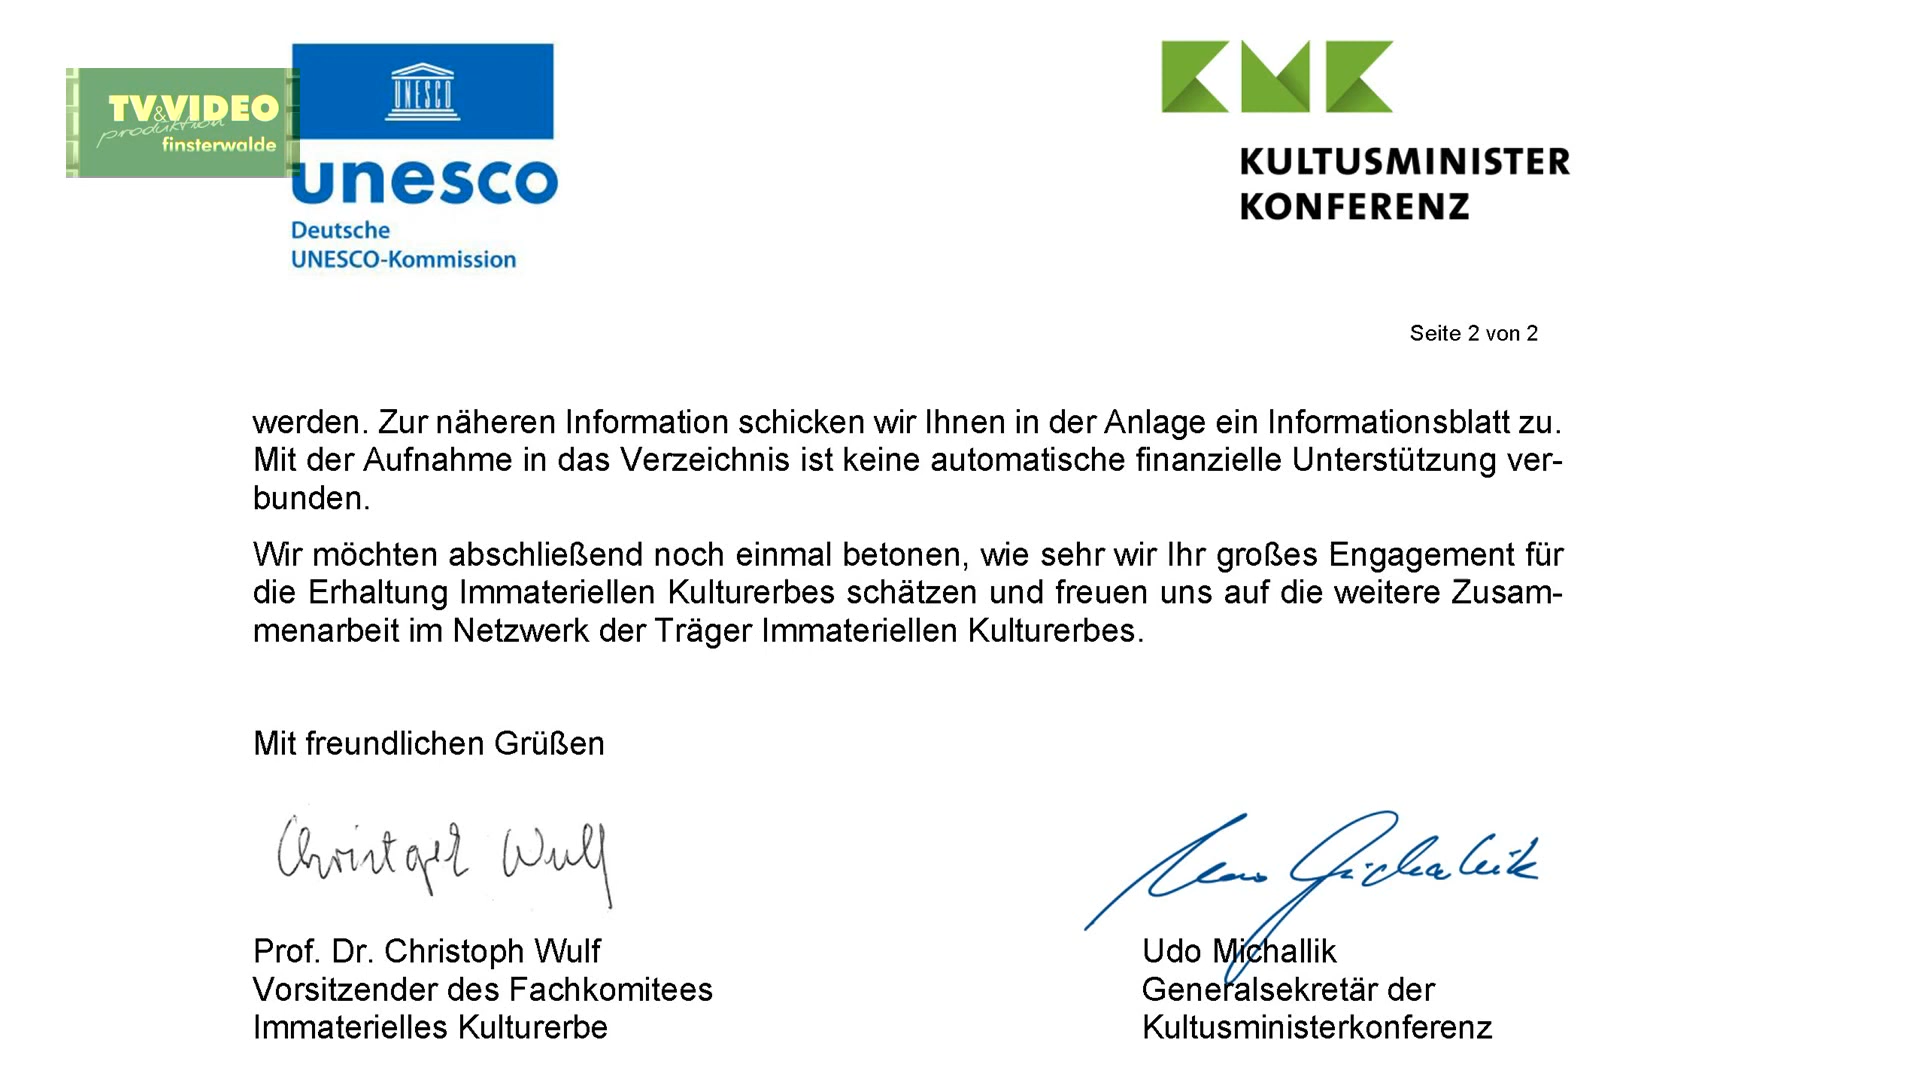 TV&VIDEO
produktion
finsterwalde
UNESCO
unesco
Deutsche
UNESCO-Kommission
KMK
KULTUSMINISTER
KONFERENZ
Seite 2 von 2
werden. Zur näheren Information schicken wir Ihnen in der Anlage ein Informationsblatt zu.
Mit der Aufnahme in das Verzeichnis ist keine automatische finanzielle Unterstützung ver-
bunden.
Wir möchten abschließend noch einmal betonen, wie sehr wir Ihr großes Engagement für
die Erhaltung Immateriellen Kulturerbes schätzen und freuen uns auf die weitere Zusam-
menarbeit im Netzwerk der Träger Immateriellen Kulturerbes.
Mit freundlichen Grüßen
Christoph Wulf
Udo Michallik
Prof. Dr. Christoph Wulf
Vorsitzender des Fachkomitees
Immaterielles Kulturerbe
Udo Michallik
Generalsekretär der
Kultusministerkonferenz